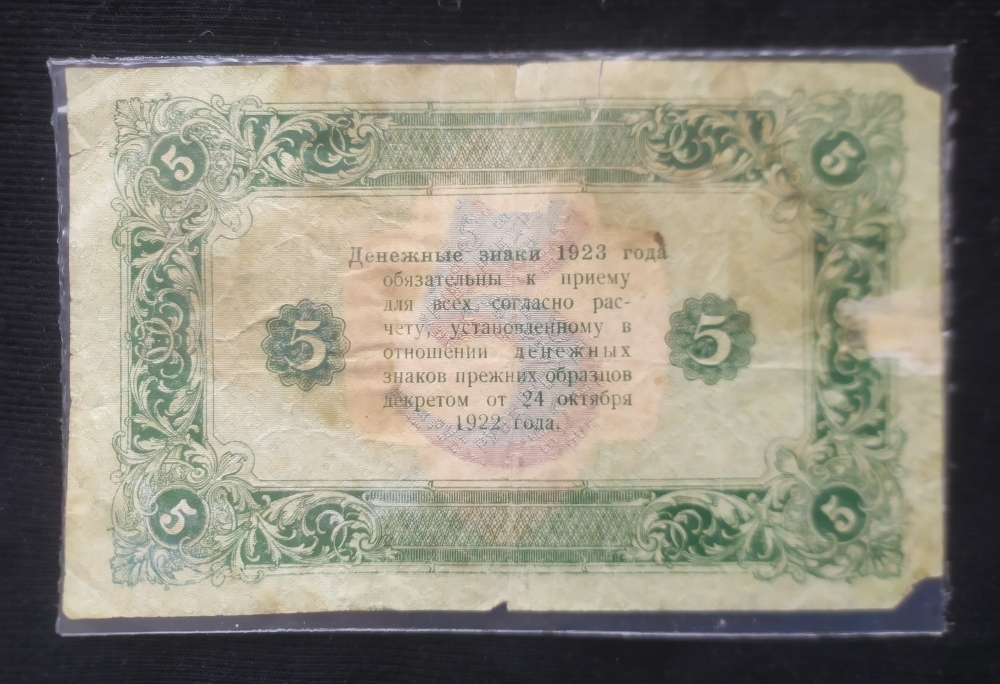 5 5
Денежные знаки 1923 года
обязательны к приему
для всех, согласно рас-
чету, установленному в
отношении денежных
знаков прежних образцов
декретом от 24 октября
1922 года.
5 5
5 5